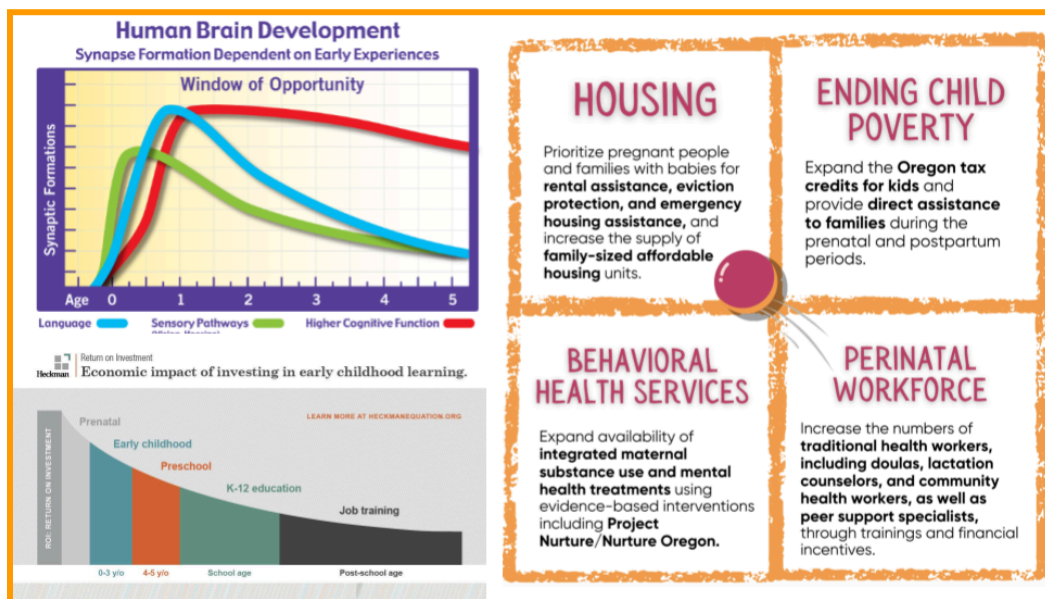 Human Brain Development
Synapse Formation Dependent on Early Experiences
Window of Opportunity
Synaptic Formations
Age 0 1 2 3 4 5
Language Sensory Pathways Higher Cognitive Function
Heckman
Return on Investment
Economic impact of investing in early childhood learning.
LEARN MORE AT HECKMANEQUATION.ORG
ROI: RETURN ON INVESTMENT
Prenatal
Early childhood
Preschool
K-12 education
Job training
0-3 y/o 4-5 y/o School age Post-school age
HOUSING
Prioritize pregnant people
and families with babies for
rental assistance, eviction
protection, and emergency
housing assistance, and
increase the supply of
family-sized affordable
housing units.
ENDING CHILD
POVERTY
Expand the Oregon tax
credits for kids and
provide direct assistance
to families during the
prenatal and postpartum
periods.
BEHAVIORAL
HEALTH SERVICES
Expand availability of
integrated maternal
substance use and mental
health treatments using
evidence-based interventions
including Project
Nurture/Nurture Oregon.
PERINATAL
WORKFORCE
Increase the numbers of
traditional health workers,
including doulas, lactation
counselors, and community
health workers, as well as
peer support specialists,
through trainings and financial
incentives.